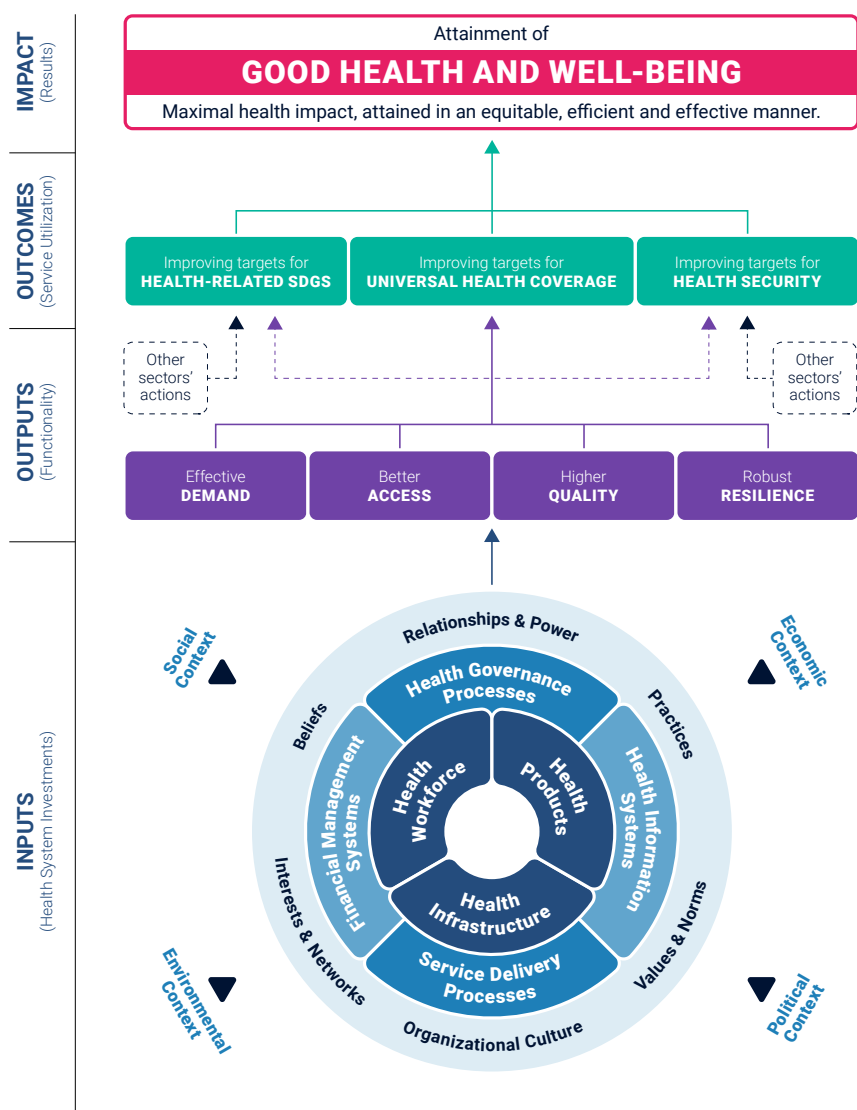 IMPACT
(Results)
Attainment of
GOOD HEALTH AND WELL-BEING
Maximal health impact, attained in an equitable, efficient and effective manner.
OUTCOMES
(Service Utilization)
Improving targets for
HEALTH-RELATED SDGS
Improving targets for
UNIVERSAL HEALTH COVERAGE
Improving targets for
HEALTH SECURITY
OUTPUTS
(Functionality)
Other
sectors'
actions
Other
sectors'
actions
Effective
DEMAND
Better
ACCESS
Higher
QUALITY
Robust
RESILIENCE
INPUTS
(Health System Investments)
Social
Context
Economic
Context
Relationships & Power
Beliefs
Practices
Health Governance
Processes
Financial Management
Systems
Health
Workforce
Health
Products
Health Information
Systems
Health
Infrastructure
Service Delivery
Processes
Interests & Networks
Values & Norms
Organizational Culture
Environmental
Context
Political
Context